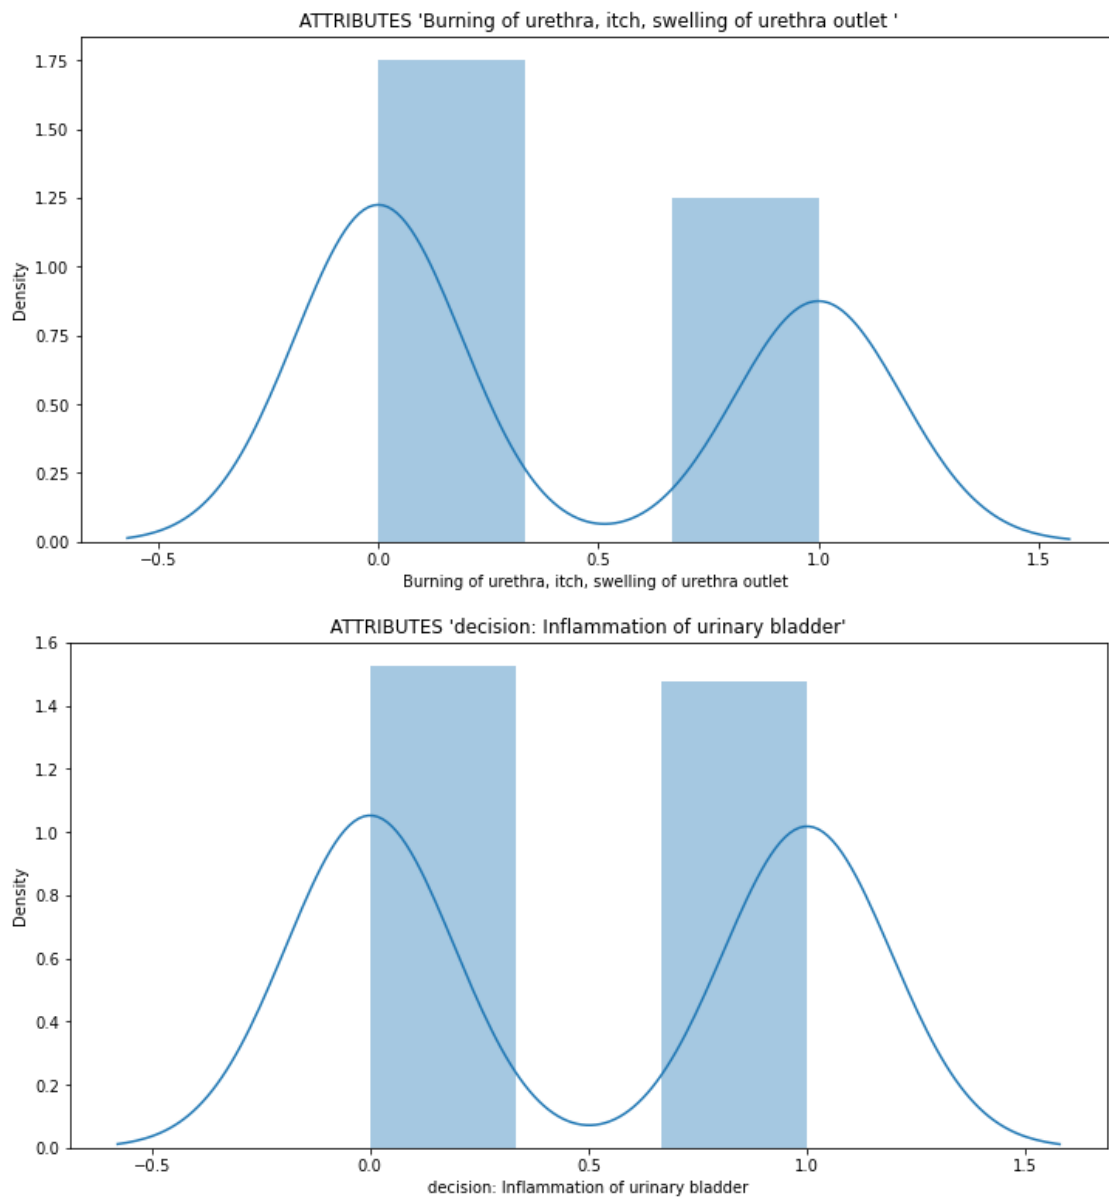 ATTRIBUTES 'Burning of urethra, itch, swelling of urethra outlet '
1.75
1.50
1.25
1.00
0.75
0.50
0.25
0.00
Density
−0.5 0.0 0.5 1.0 1.5
Burning of urethra, itch, swelling of urethra outlet
ATTRIBUTES 'decision: Inflammation of urinary bladder'
1.6
1.4
1.2
1.0
0.8
0.6
0.4
0.2
0.0
Density
−0.5 0.0 0.5 1.0 1.5
decision: Inflammation of urinary bladder